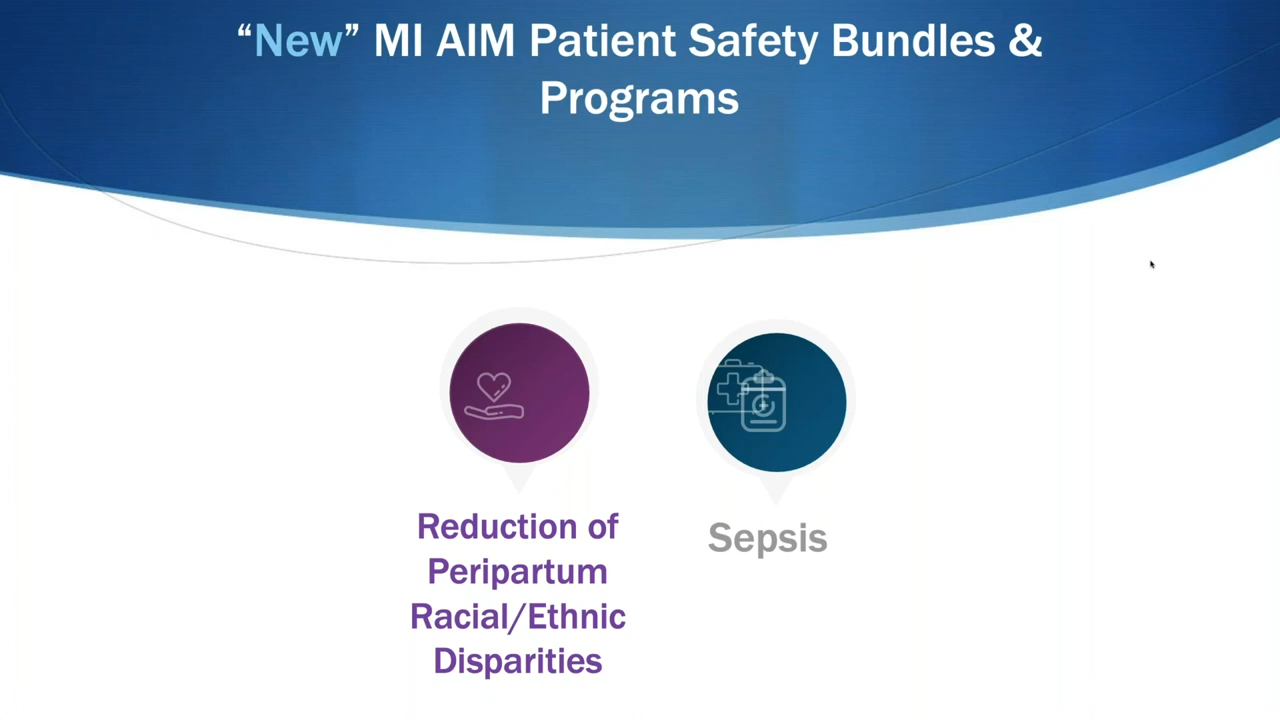 “New” MI AIM Patient Safety Bundles &
Programs
Reduction of
Peripartum
Racial/Ethnic
Disparities
Sepsis